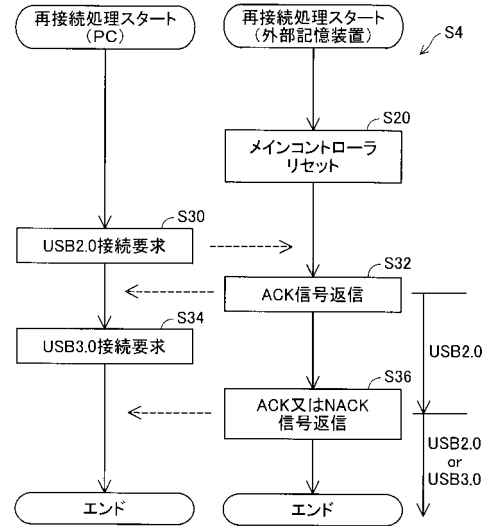 再接続処理スタート
(PC)
再接続処理スタート
(外部記憶装置)
S4
S20
メインコントローラ
リセット
S30
USB2.0接続要求
S32
ACK信号返信
S34
USB3.0接続要求
USB2.0
S36
ACK又はNACK
信号返信
USB2.0
or
USB3.0
エンド
エンド